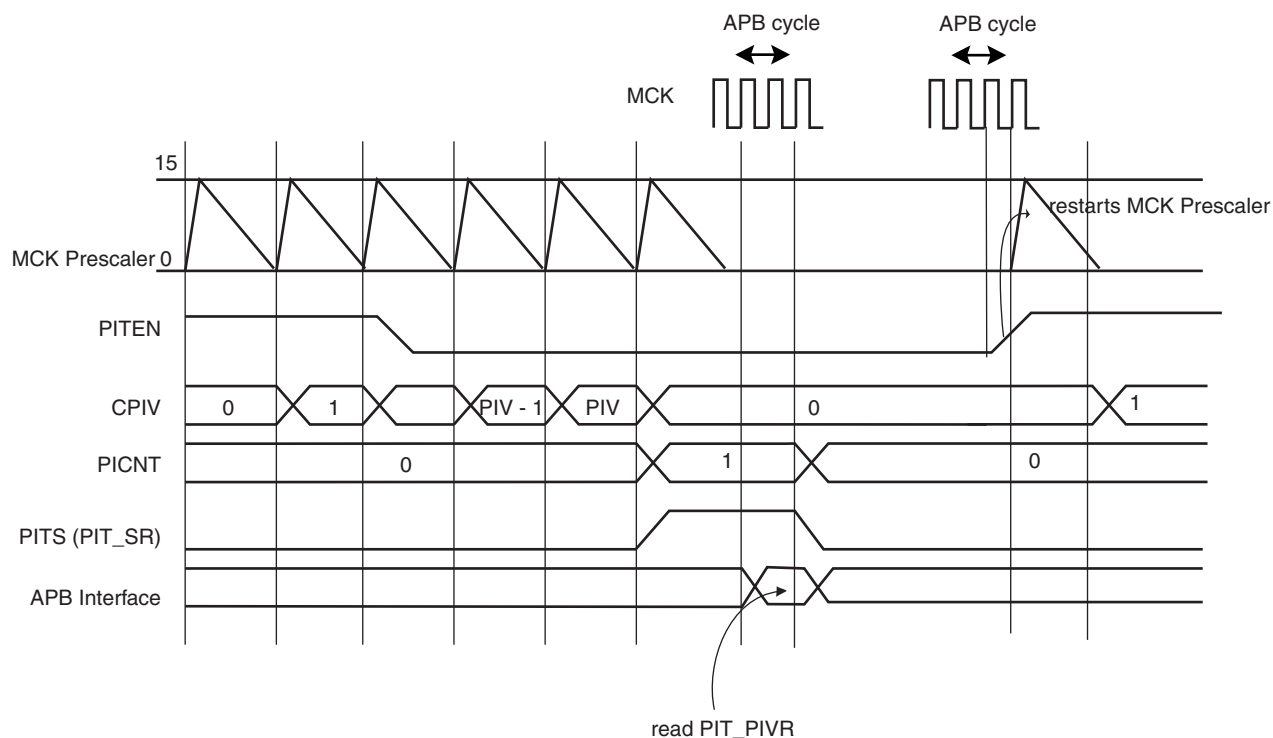 APB cycle
APB cycle
MCK
15
restarts MCK Prescaler
MCK Prescaler 0
PITEN
CPIV
0
1
PIV - 1
PIV
0
1
PICNT
0
1
0
PITS (PIT_SR)
APB Interface
read PIT_PIVR